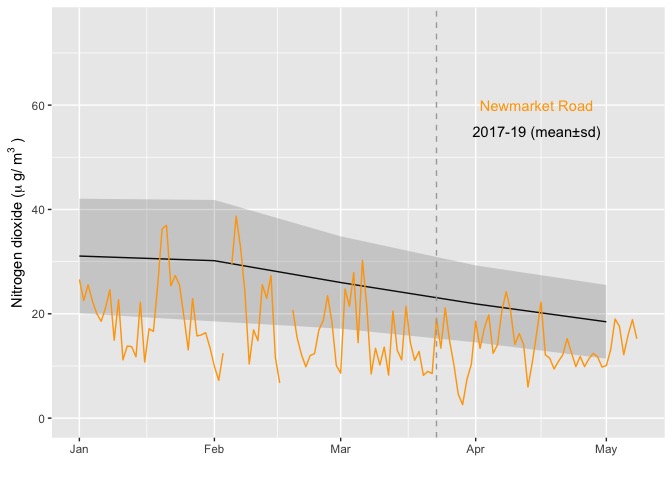 Nitrogen dioxide (μ g/ m³ )
60
40
20
0
Newmarket Road
2017-19 (mean±sd)
Jan Feb Mar Apr May